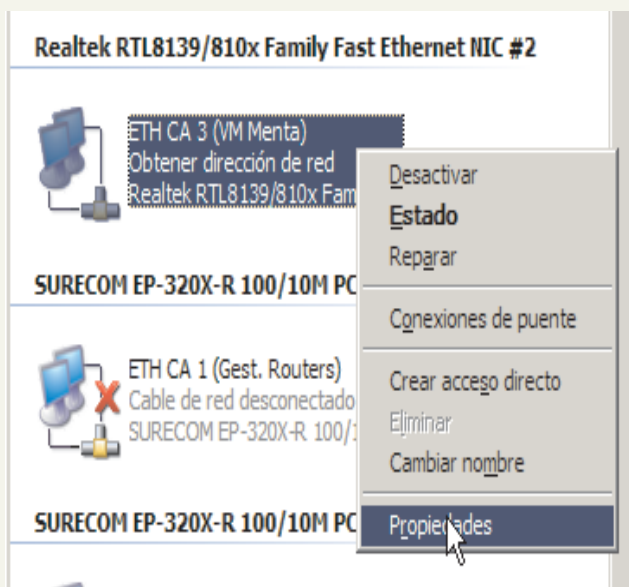 Realtek RTL8139/810x Family Fast Ethernet NIC #2
ETH CA 3 (VM Menta)
Obtener dirección de red
Realtek RTL8139/810x Fam
SURECOM EP-320X-R 100/10M PC
ETH CA 1 (Gest. Routers)
Cable de red desconectado
SURECOM EP-320X-R 100/1
SURECOM EP-320X-R 100/10M PC
Desactivar
Estado
Reparar
Conexiones de puente
Crear acceso directo
Eliminar
Cambiar nombre
Propiedades